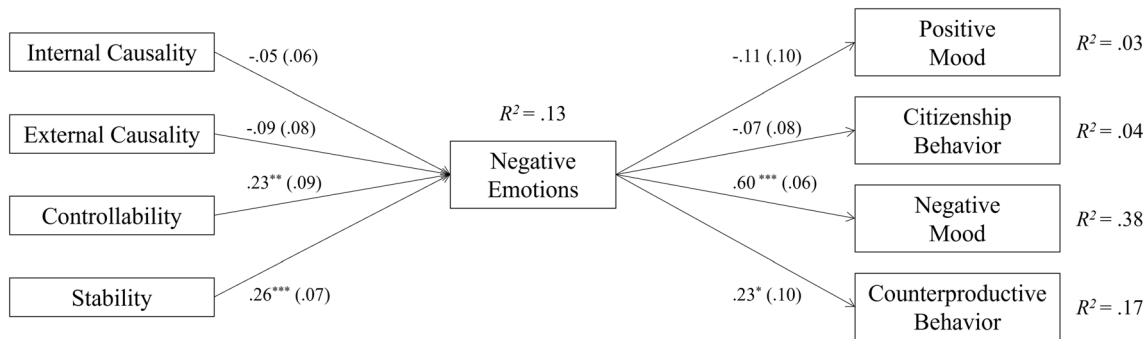 Internal Causality
External Causality
Controllability
Stability
-.05 (.06)
-.09 (.08)
.23** (.09)
.26*** (.07)
R² = .13
Negative
Emotions
-.11 (.10)
-.07 (.08)
.60 *** (.06)
.23* (.10)
Positive
Mood
R² = .03
Citizenship
Behavior
R² = .04
Negative
Mood
R² = .38
Counterproductive
Behavior
R² = .17